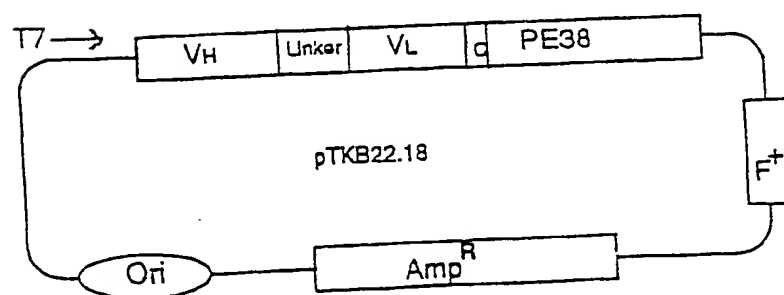 T7
VH Linker VL C PE38
pTKB22.18
F+
Ori AmpR